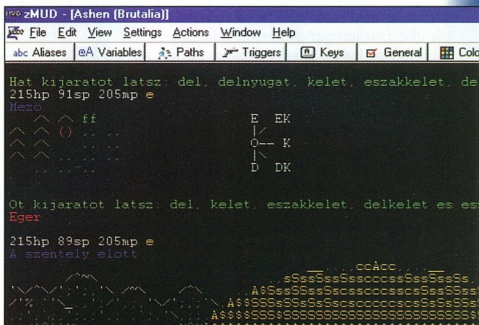 zMUD - [Ashen (Brutalia)]
File Edit View Settings Actions Window Help
abc Aliases @A Variables Paths Triggers Keys General
Hat kijaratot latsz: del, delnyugat, kelet, eszakkelet,
215hp 91sp 205mp e
Mezo
^ ^ ff E EK
^ ^ () .. .. |/
^ ^ .. .. .. O-- K
^ ^ |\
D DK
Ot kijaratot latsz: del, kelet, eszakkelet, delkelet es
Eger
215hp 89sp 205mp e
A szentely elott